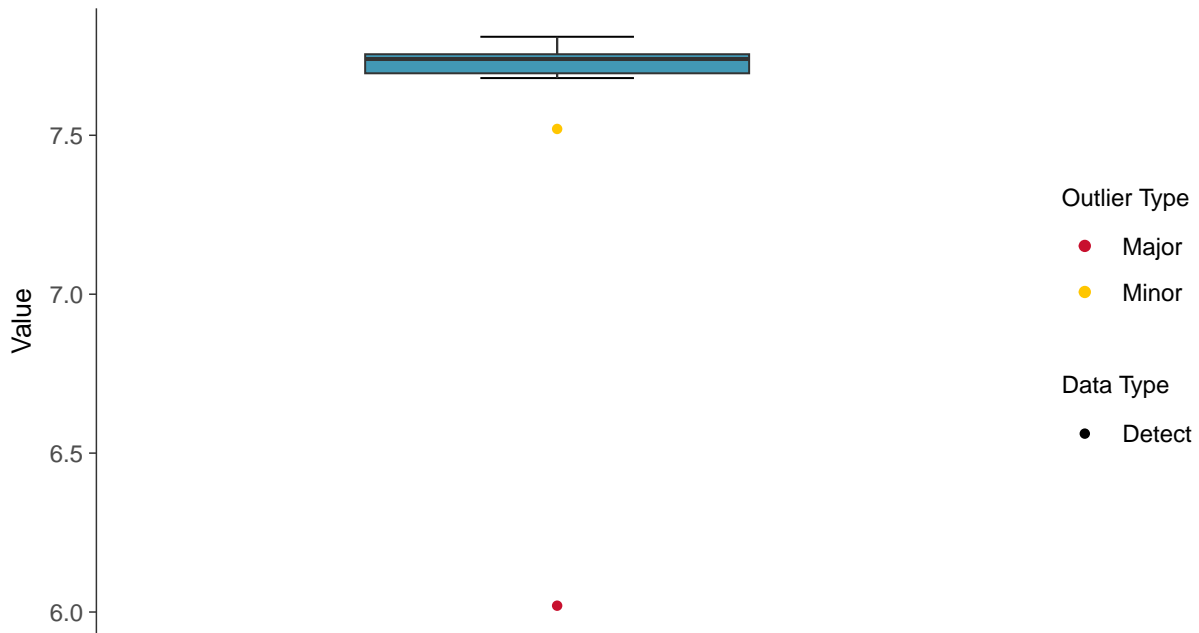 7.5
7.0
6.5
6.0
Value
Outlier Type
Major
Minor
Data Type
Detect